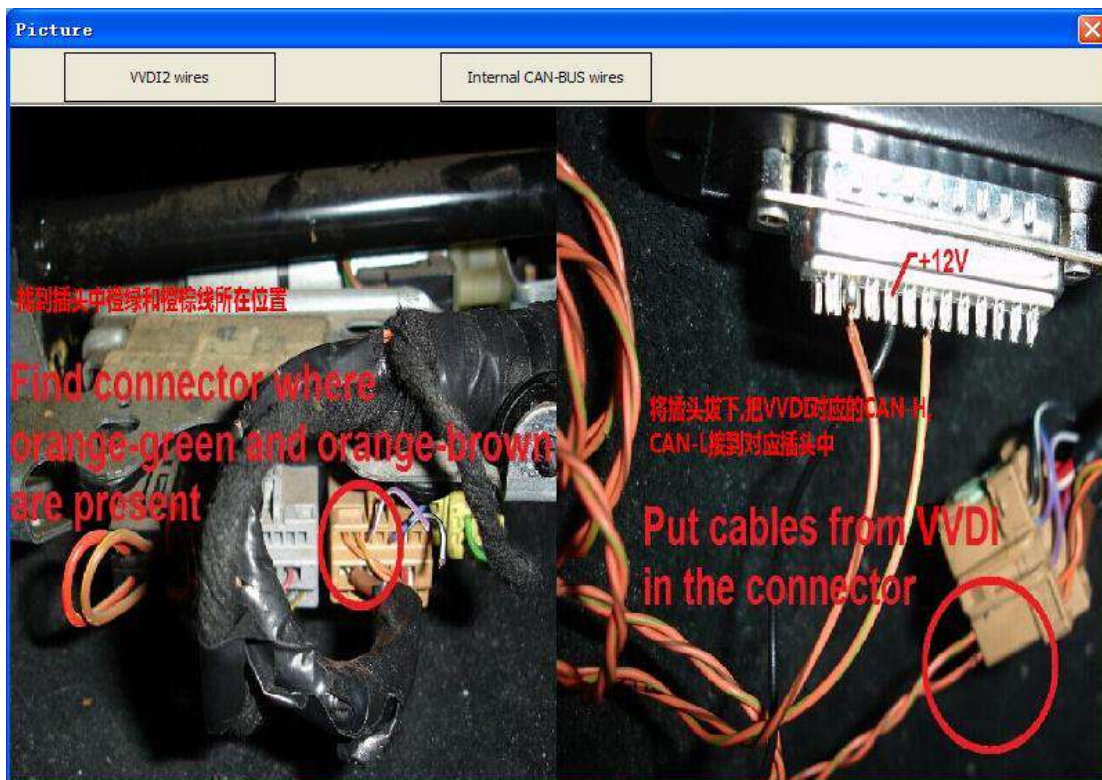 Picture
VVDI2 wires
Internal CAN-BUS wires
找到插头中橙绿和橙棕线所在位置
Find connector where
orange-green and orange-brown
are present
+12V
将插头拨下,把VVDI对应的CAN-H,
CAN-L接到对应插头中
Put cables from VVDI
in the connector